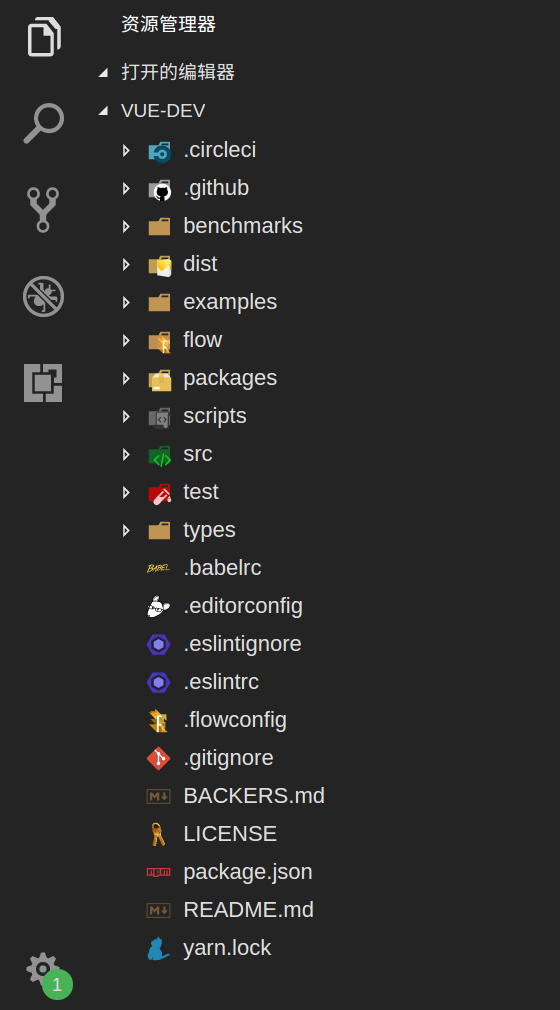 资源管理器
打开的编辑器
VUE-DEV
.circleci
.github
benchmarks
dist
examples
flow
packages
scripts
src
test
types
BABEL .babelrc
.editorconfig
.eslintignore
.eslintrc
.flowconfig
.gitignore
M BACKERS.md
LICENSE
npm package.json
M README.md
yarn.lock
1